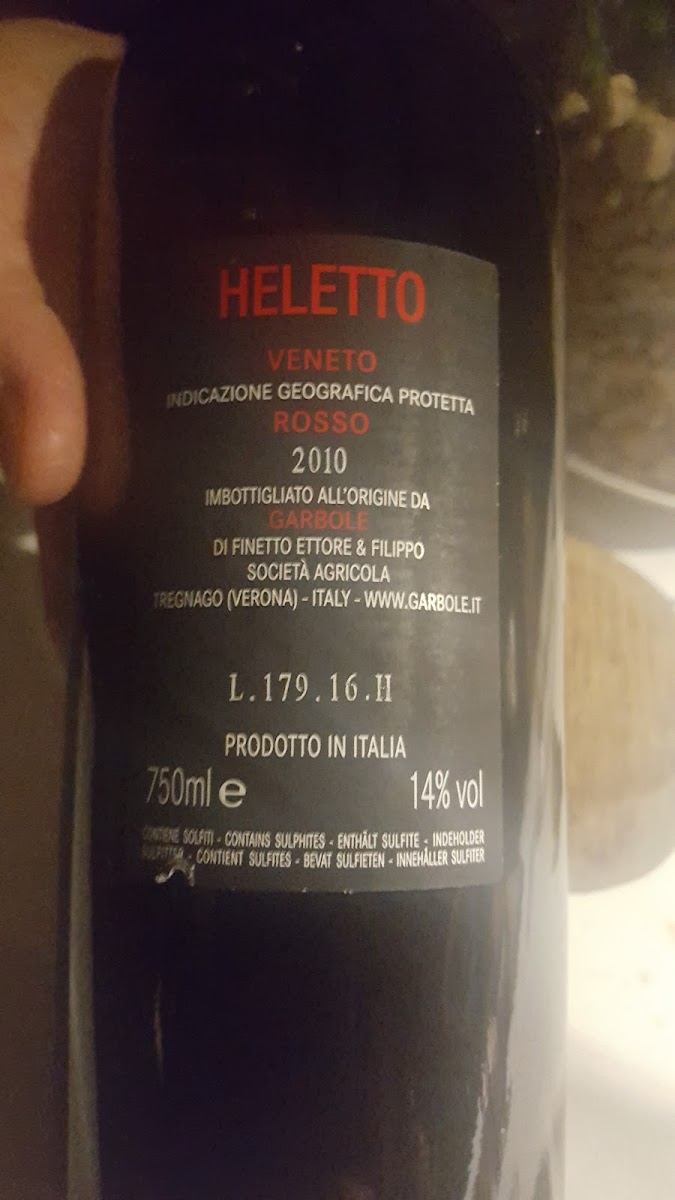 HELETTO
VENETO
INDICAZIONE GEOGRAFICA PROTETTA
ROSSO
2010
IMBOTTIGLIATO ALL'ORIGINE DA
GARBOLE
DI FINETTO ETTORE & FILIPPO
SOCIETÀ AGRICOLA
TREGNAGO (VERONA) - ITALY - WWW.GARBOLE.IT
L.179.16.H
PRODOTTO IN ITALIA
750ml e 14% vol
CONTIENE SOLFITI - CONTAINS SULPHITES - ENTHÄLT SULFITE - INDEHOLDER
SULFITTER - CONTIENT SULFITES - BEVAT SULFIETEN - INNEHÅLLER SULFITER